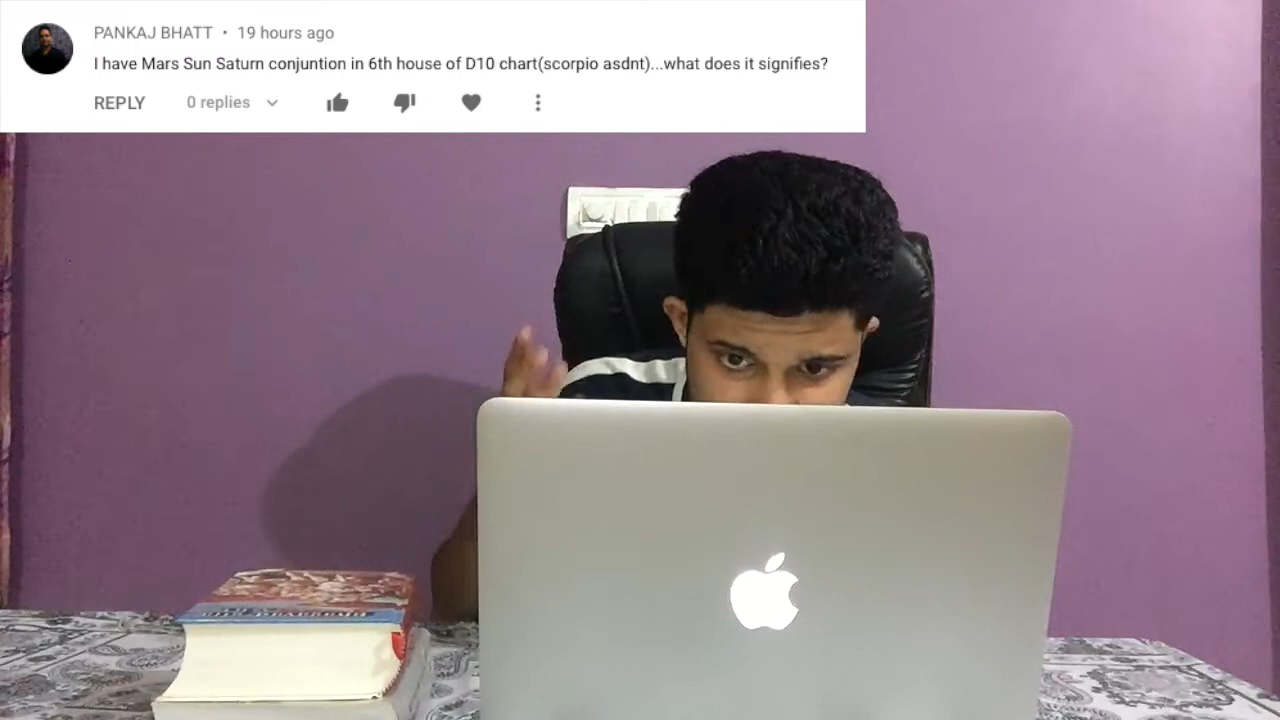 PANKAJ BHATT • 19 hours ago
I have Mars Sun Saturn conjuntion in 6th house of D10 chart(scorpio asdnt)...what does it signifies?
REPLY 0 replies